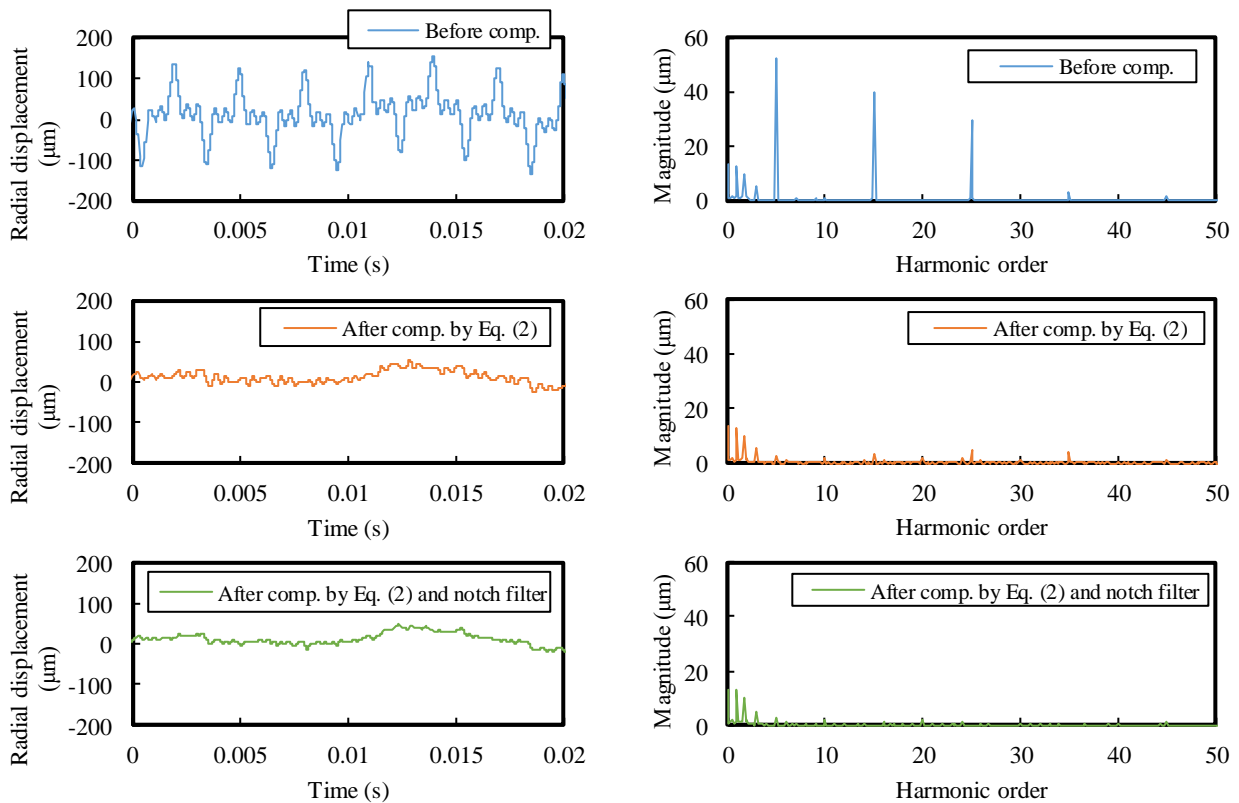 Before comp.
Radial displacement
(μm)
200
100
0
-100
-200
0
0.005
0.01
0.015
0.02
Time (s)
Before comp.
Magnitude (μm)
60
40
20
0
0
10
20
30
40
50
Harmonic order
After comp. by Eq. (2)
Radial displacement
(μm)
200
100
0
-100
-200
0
0.005
0.01
0.015
0.02
Time (s)
After comp. by Eq. (2)
Magnitude (μm)
60
40
20
0
0
10
20
30
40
50
Harmonic order
After comp. by Eq. (2) and notch filter
Radial displacement
(μm)
200
100
0
-100
-200
0
0.005
0.01
0.015
0.02
Time (s)
After comp. by Eq. (2) and notch filter
Magnitude (μm)
60
40
20
0
0
10
20
30
40
50
Harmonic order